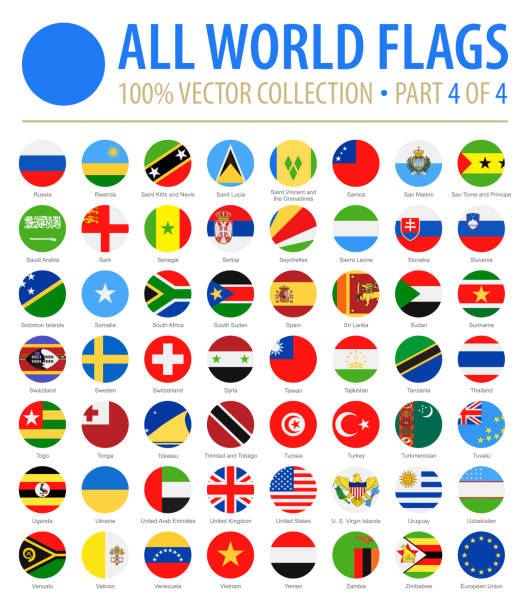 ALL WORLD FLAGS
100% VECTOR COLLECTION • PART 4 OF 4
Russia Rwanda Saint Kitts and Nevis Saint Lucia Saint Vincent and the Grenadines Samoa San Marino Sao Tome and Principe
Saudi Arabia Sark Senegal Serbia Seychelles Sierra Leone Slovakia Slovenia
Solomon Islands Somalia South Africa South Sudan Spain Sri Lanka Sudan Suriname
Swaziland Sweden Switzerland Syria Taiwan Tajikistan Tanzania Thailand
Togo Tonga Tokelau Trinidad and Tobago Tunisia Turkey Turkmenistan Tuvalu
Uganda Ukraine United Arab Emirates United Kingdom United States U. S. Virgin Islands Uruguay Uzbekistan
Vanuatu Vatican Venezuela Vietnam Yemen Zambia Zimbabwe European Union